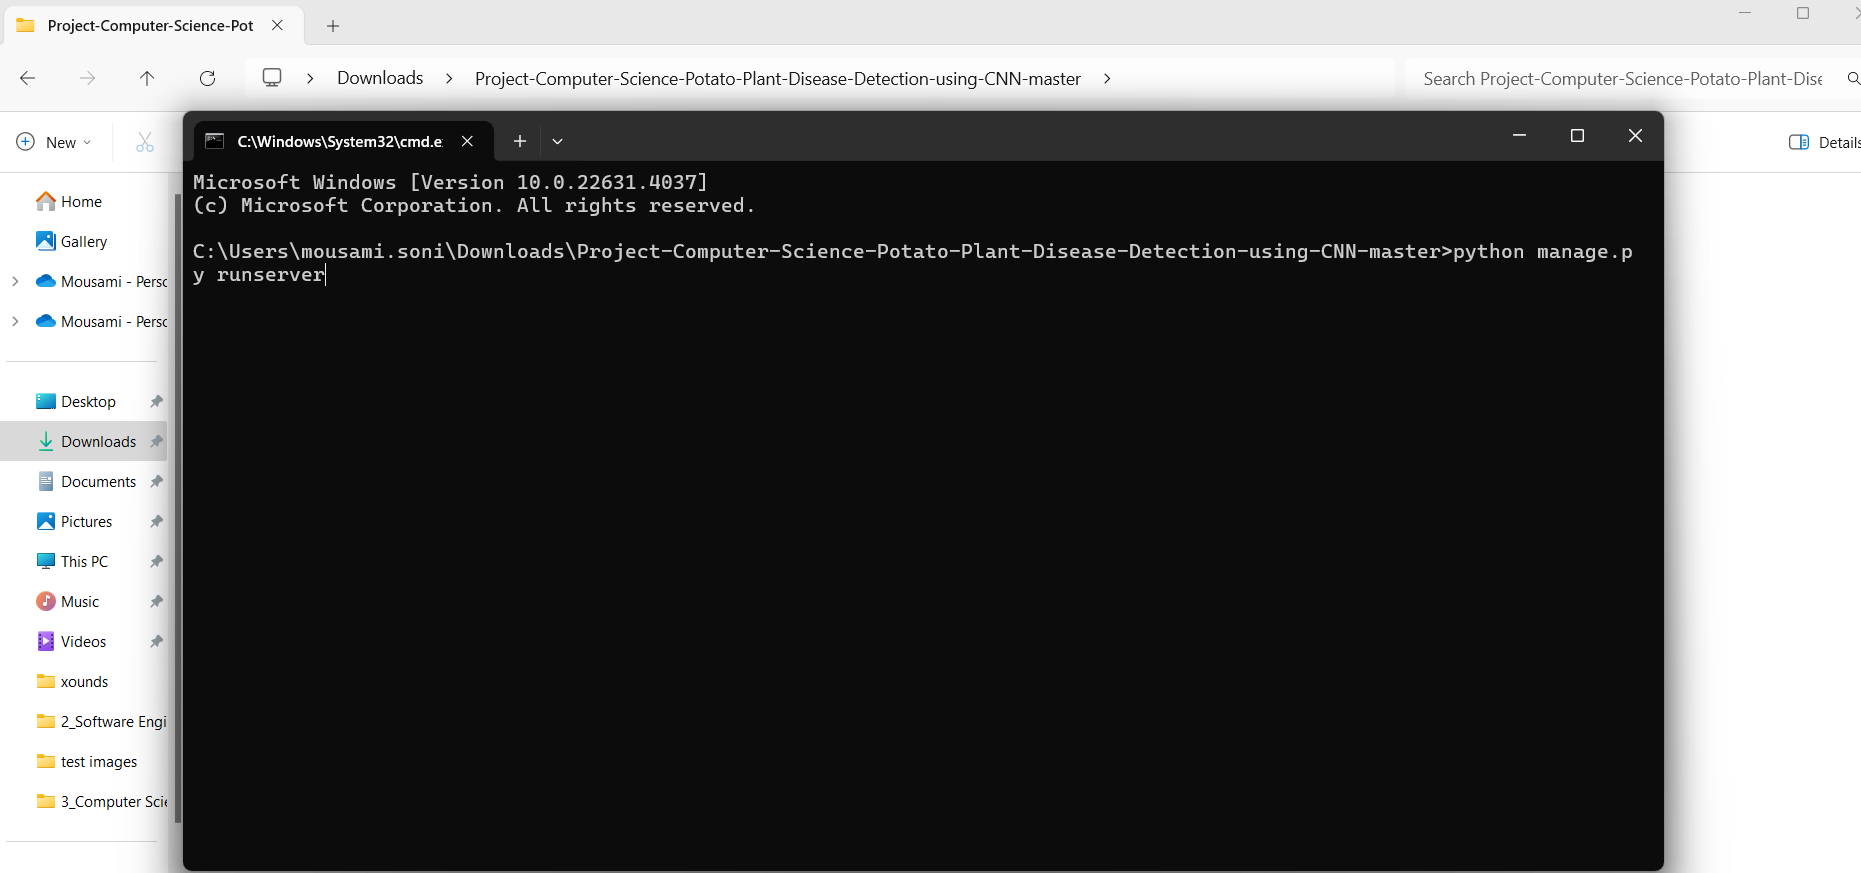 Project-Computer-Science-Pot
Downloads
Project-Computer-Science-Potato-Plant-Disease-Detection-using-CNN-master
Search Project-Computer-Science-Potato-Plant-Dise
New
Details
C:\Windows\System32\cmd.e
Microsoft Windows [Version 10.0.22631.4037]
(c) Microsoft Corporation. All rights reserved.
C:\Users\mousami.soni\Downloads\Project-Computer-Science-Potato-Plant-Disease-Detection-using-CNN-master>python manage.p
y runserver
Home
Gallery
Mousami - Perso
Mousami - Perso
Desktop
Downloads
Documents
Pictures
This PC
Music
Videos
xounds
2_Software Engi
test images
3_Computer Scie